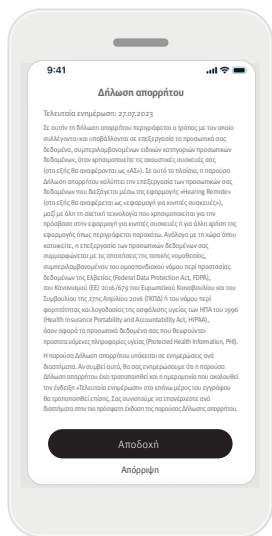 9:41
Δήλωση απορρήτου
Τελευταία ενημέρωση: 27.07.2023
Σε αυτήν τη δήλωση απορρήτου περιγράφεται ο τρόπος με τον οποίο
συλλέγονται και υποβάλλονται σε επεξεργασία τα προσωπικά σας
δεδομένα, συμπεριλαμβανομένων ειδικών κατηγοριών προσωπικών
δεδομένων, όταν χρησιμοποιείτε τις ακουστικές συσκευές σας
(στο εξής θα αναφέρονται ως «ΑΣ»). Σε αυτό το πλαίσιο, η παρούσα
Δήλωση απορρήτου καλύπτει την επεξεργασία των προσωπικών σας
δεδομένων που διεξάγεται μέσω της εφαρμογής «Hearing Remote»
(στο εξής θα αναφέρεται ως «εφαρμογή για κινητές συσκευές»),
μαζί με όλη τη σχετική τεχνολογία που χρησιμοποιείται για την
πρόσβαση στην εφαρμογή για κινητές συσκευές ή για άλλη χρήση της
εφαρμογής όπως περιγράφεται παρακάτω. Ανάλογα με τη χώρα όπου
κατοικείτε, η επεξεργασία των προσωπικών δεδομένων σας
συμμορφώνεται με τις απαιτήσεις της τοπικής νομοθεσίας,
συμπεριλαμβανομένου του ομοσπονδιακού νόμου περί προστασίας
δεδομένων της Ελβετίας (Federal Data Protection Act, FDPA),
του Κανονισμού (ΕΕ) 2016/679 του Ευρωπαϊκού Κοινοβουλίου και του
Συμβουλίου της 27ης Απριλίου 2016 (ΓΚΠΔ) ή του νόμου περί
φορητότητας και λογοδοσίας της ασφάλισης υγείας των ΗΠΑ του 1996
(Health Insurance Portability and Accountability Act, HIPAA),
όσον αφορά τα προσωπικά δεδομένα σας που θεωρούνται
προστατευόμενες πληροφορίες υγείας (Protected Health Information, PHI).
Η παρούσα Δήλωση απορρήτου υπόκειται σε ενημερώσεις ανά
διαστήματα. Αν συμβεί αυτό, θα σας ενημερώσουμε ότι η παρούσα
Δήλωση απορρήτου έχει τροποποιηθεί και η ημερομηνία που ακολουθεί
την ένδειξη «Τελευταία ενημέρωση» στο επάνω μέρος του εγγράφου
θα τροποποιηθεί επίσης. Σας συνιστούμε να επανέρχεστε ανά
διαστήματα στην πιο πρόσφατη έκδοση της παρούσας Δήλωσης απορρήτου.
Αποδοχή
Απόρριψη